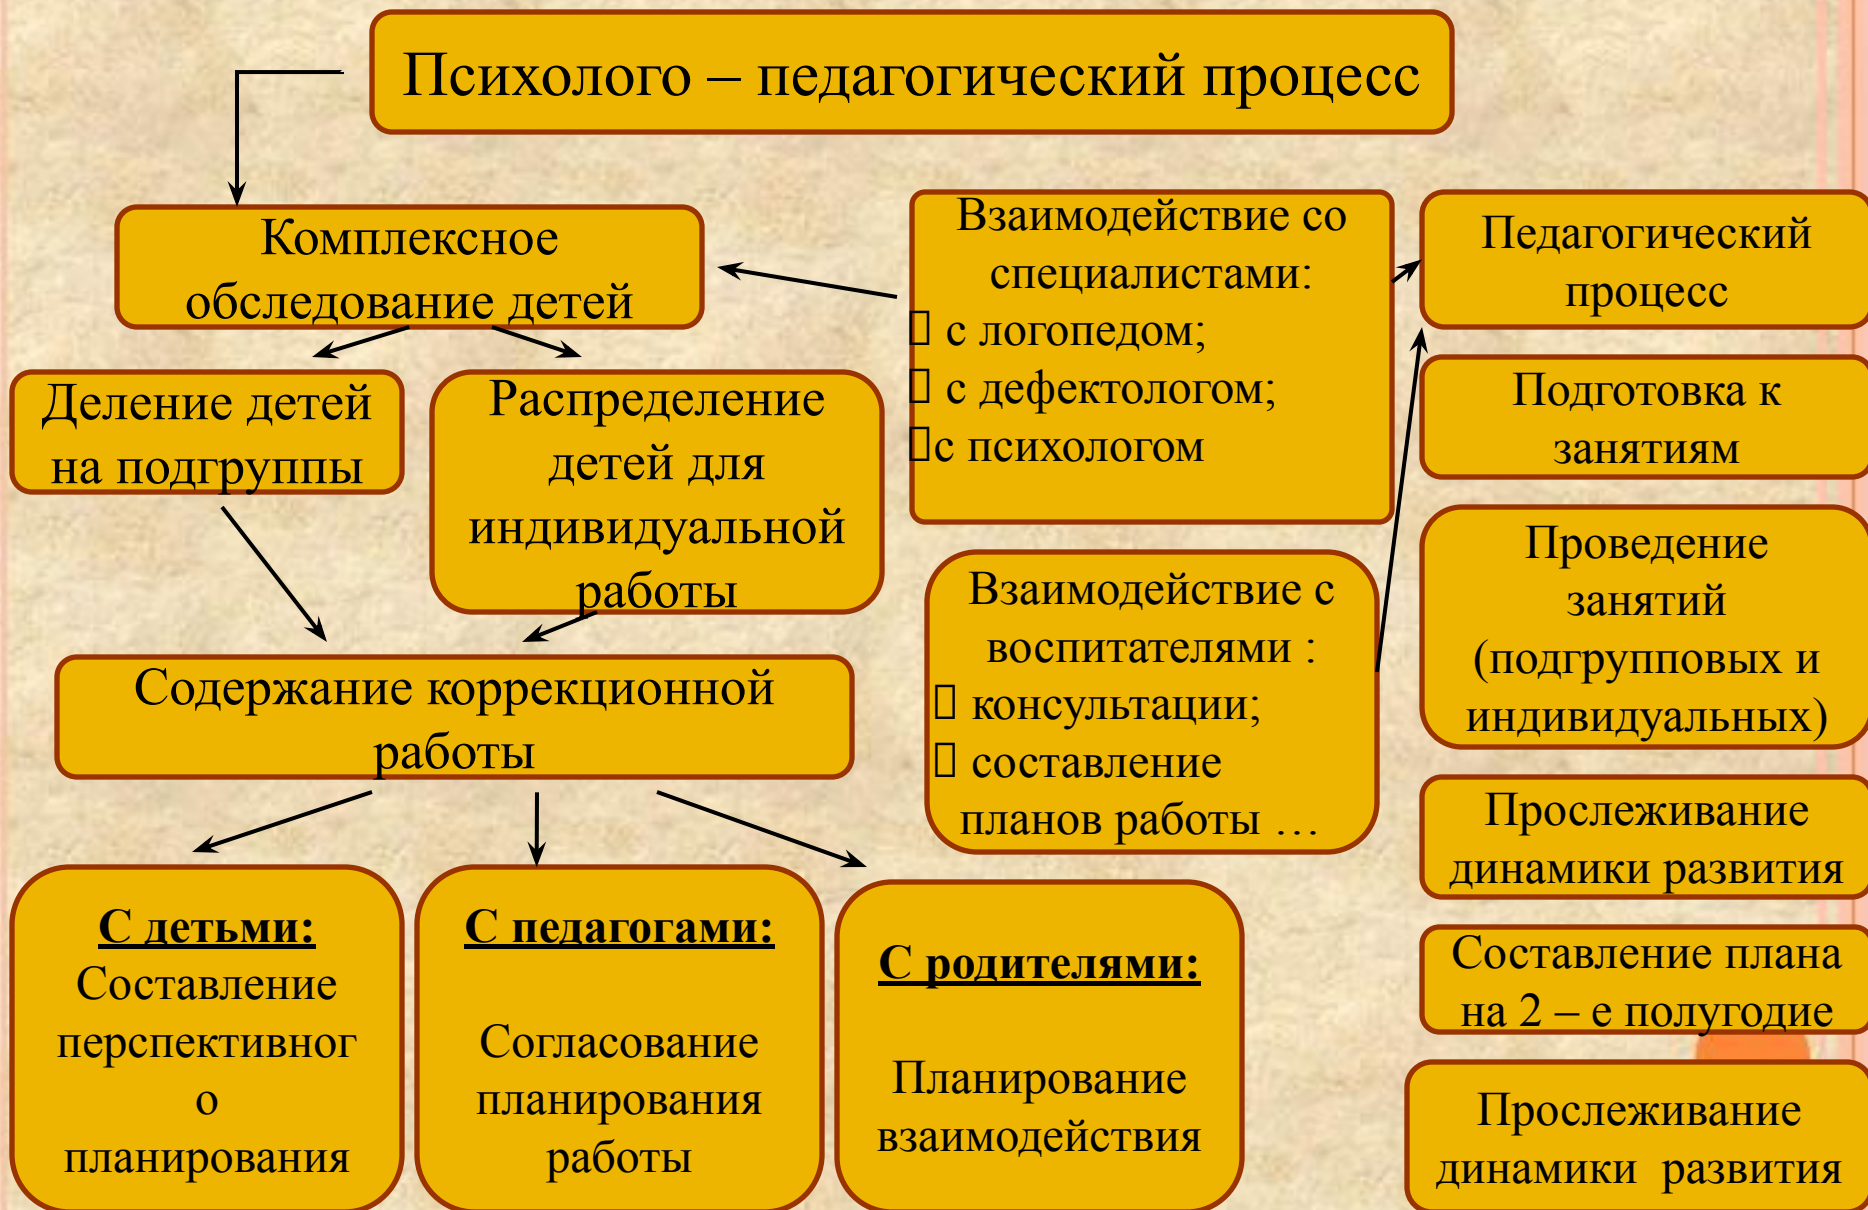 Психолого – педагогический процесс
Комплексное
обследование детей
Деление детей
на подгруппы
Распределение
детей для
индивидуальной
работы
Содержание коррекционной
работы
С детьми:
Составление
перспективног
о
планирования
С педагогами:
Согласование
планирования
работы
С родителями:
Планирование
взаимодействия
Взаимодействие со
специалистами:
с логопедом;
с дефектологом;
с психологом
Взаимодействие с
воспитателями :
консультации;
составление
планов работы …
Педагогический
процесс
Подготовка к
занятиям
Проведение
занятий
(подгрупповых и
индивидуальных)
Прослеживание
динамики развития
Составление плана
на 2 – е полугодие
Прослеживание
динамики развития